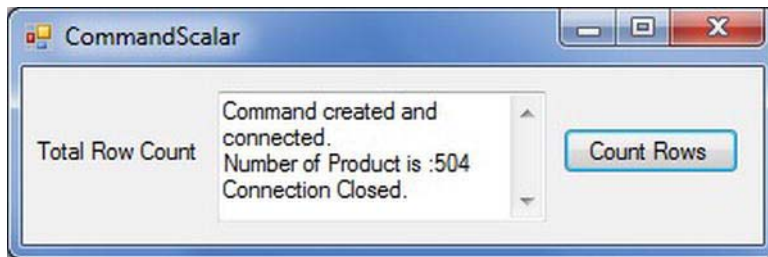 CommandScalar
Total Row Count
Command created and
connected.
Number of Product is :504
Connection Closed.
Count Rows